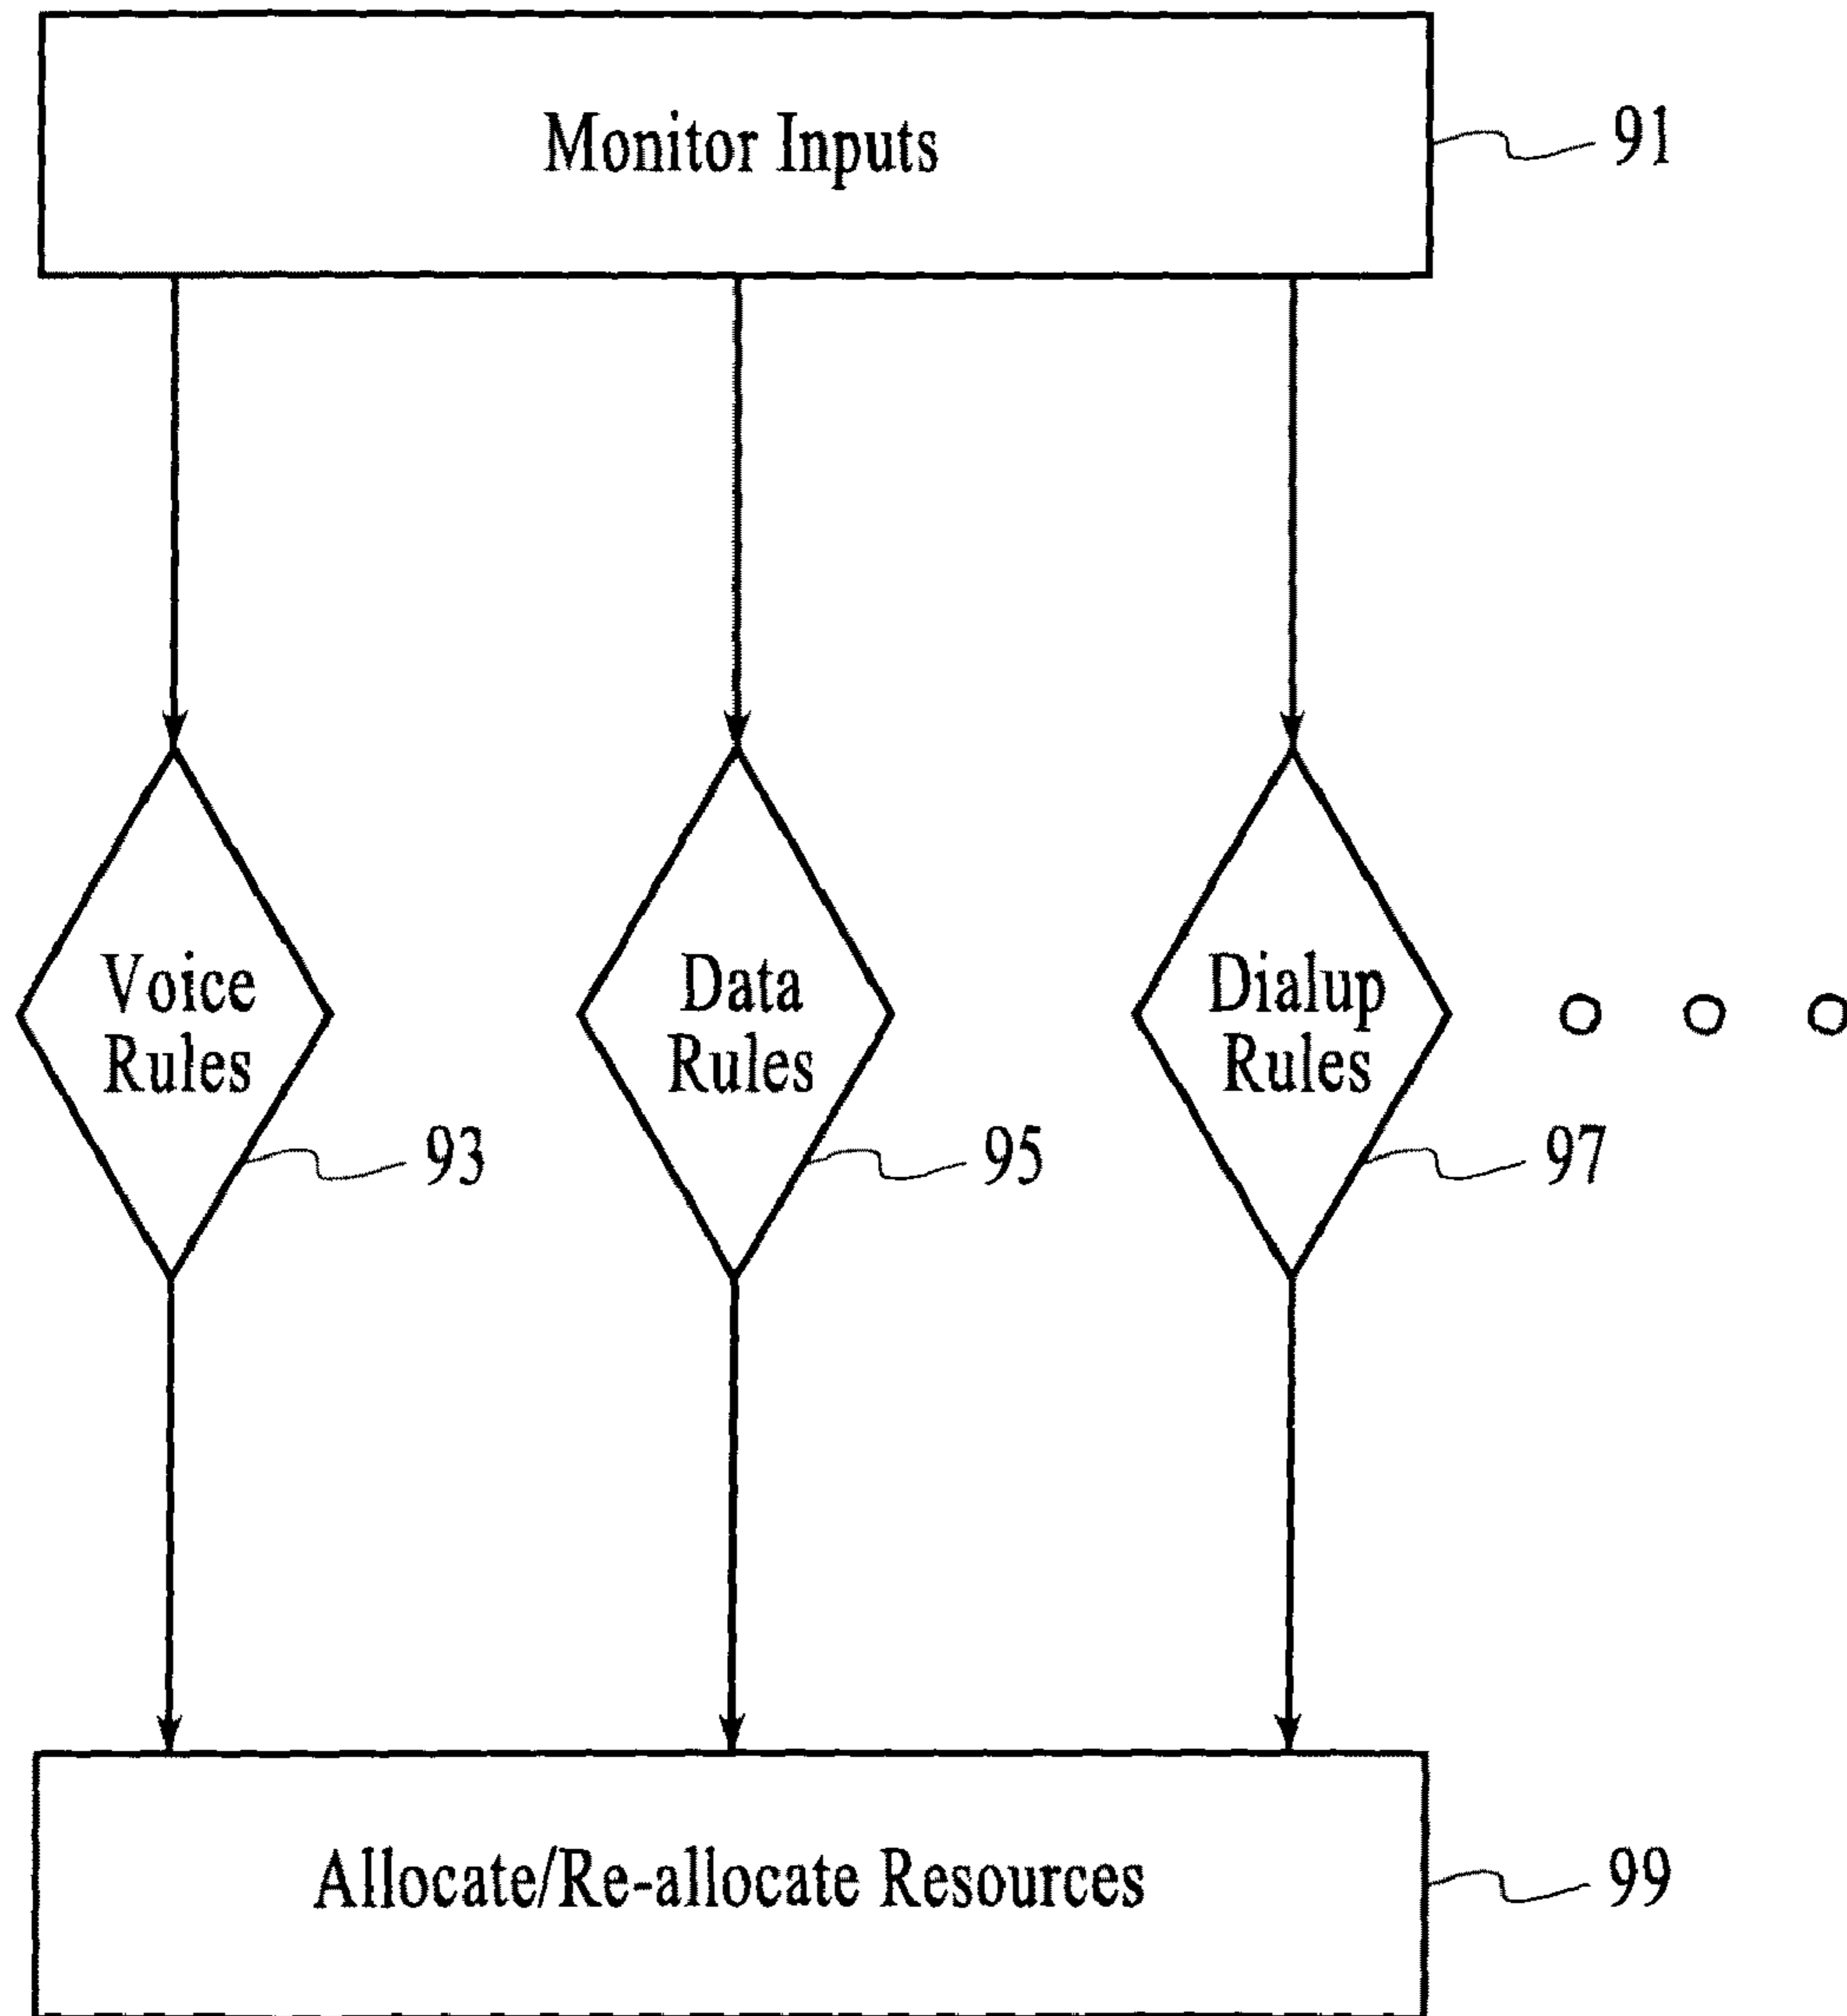 Monitor Inputs
91
Voice
Rules
93
Data
Rules
95
Dialup
Rules
97
Allocate/Re-allocate Resources
99